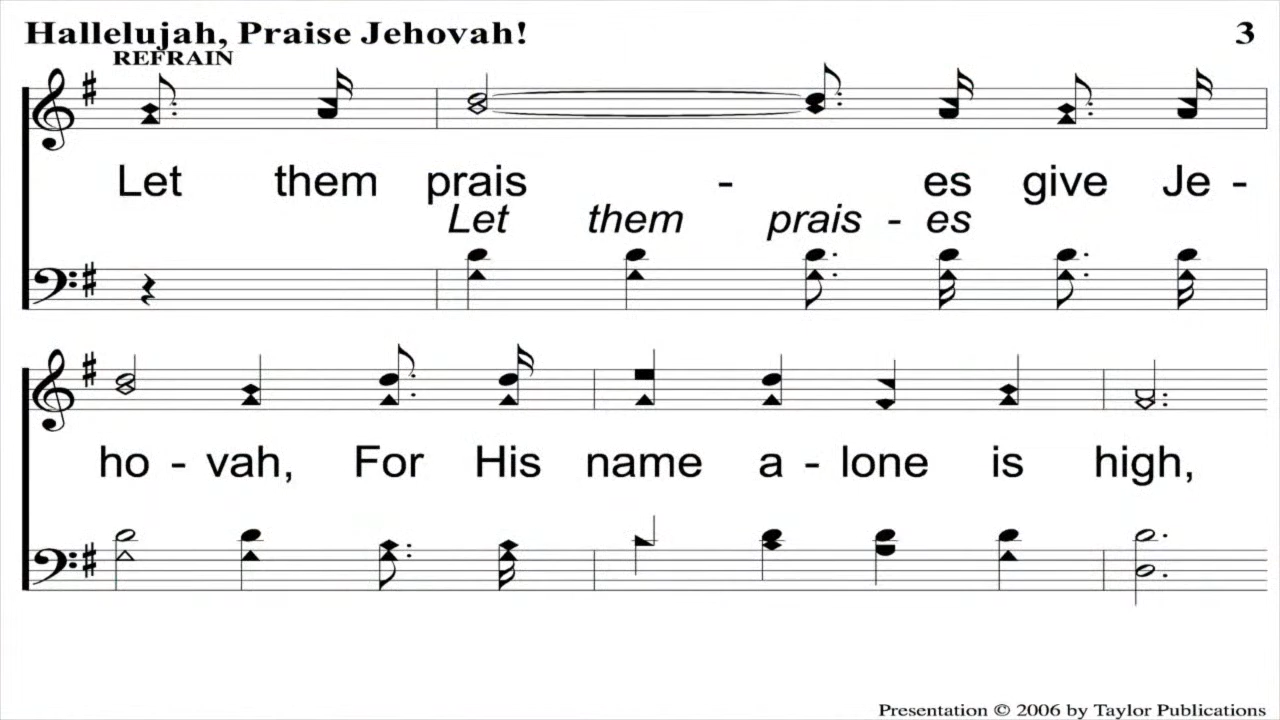 Hallelujah, Praise Jehovah! 3
REFRAIN
Let them prais - es give Je -
Let them prais - es
ho - vah, For His name a - lone is high,
Presentation © 2006 by Taylor Publications